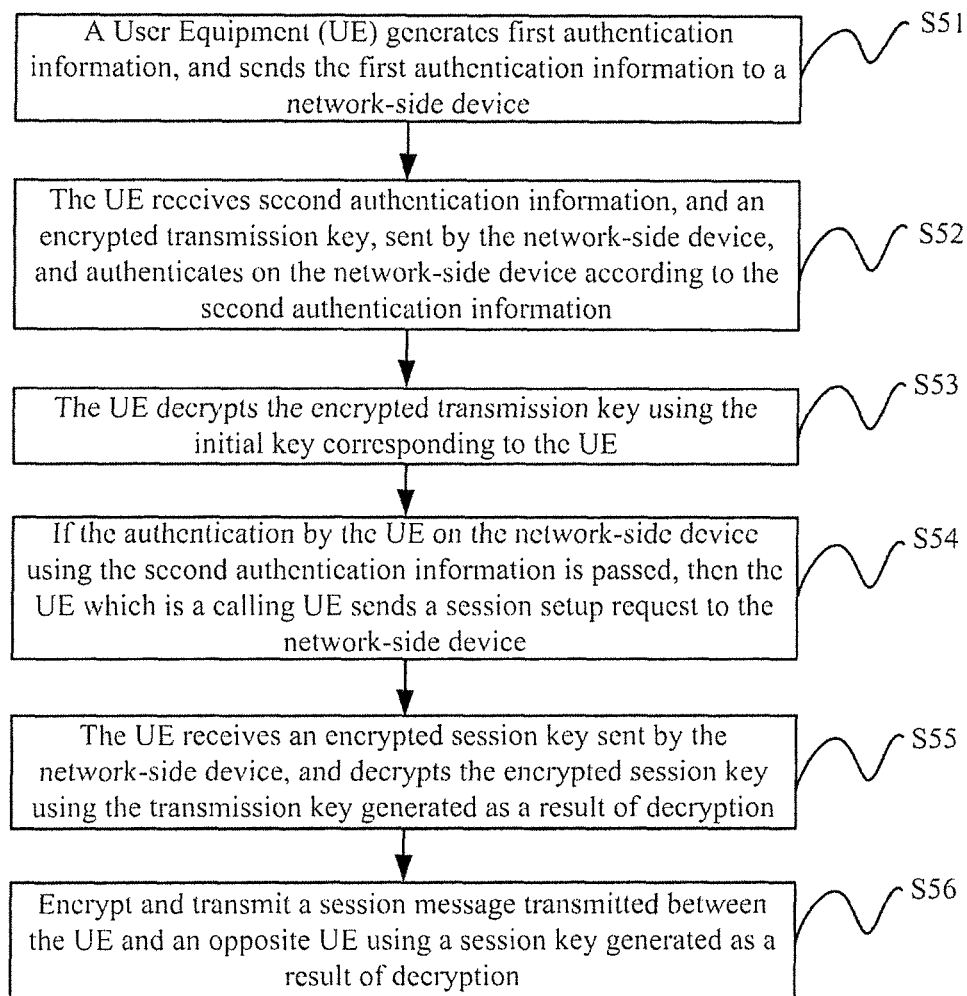 A User Equipment (UE) generates first authentication
information, and sends the first authentication information to a
network-side device
S51
The UE receives second authentication information, and an
encrypted transmission key, sent by the network-side device,
and authenticates on the network-side device according to the
second authentication information
S52
The UE decrypts the encrypted transmission key using the
initial key corresponding to the UE
S53
If the authentication by the UE on the network-side device
using the second authentication information is passed, then the
UE which is a calling UE sends a session setup request to the
network-side device
S54
The UE receives an encrypted session key sent by the
network-side device, and decrypts the encrypted session key
using the transmission key generated as a result of decryption
S55
Encrypt and transmit a session message transmitted between
the UE and an opposite UE using a session key generated as a
result of decryption
S56